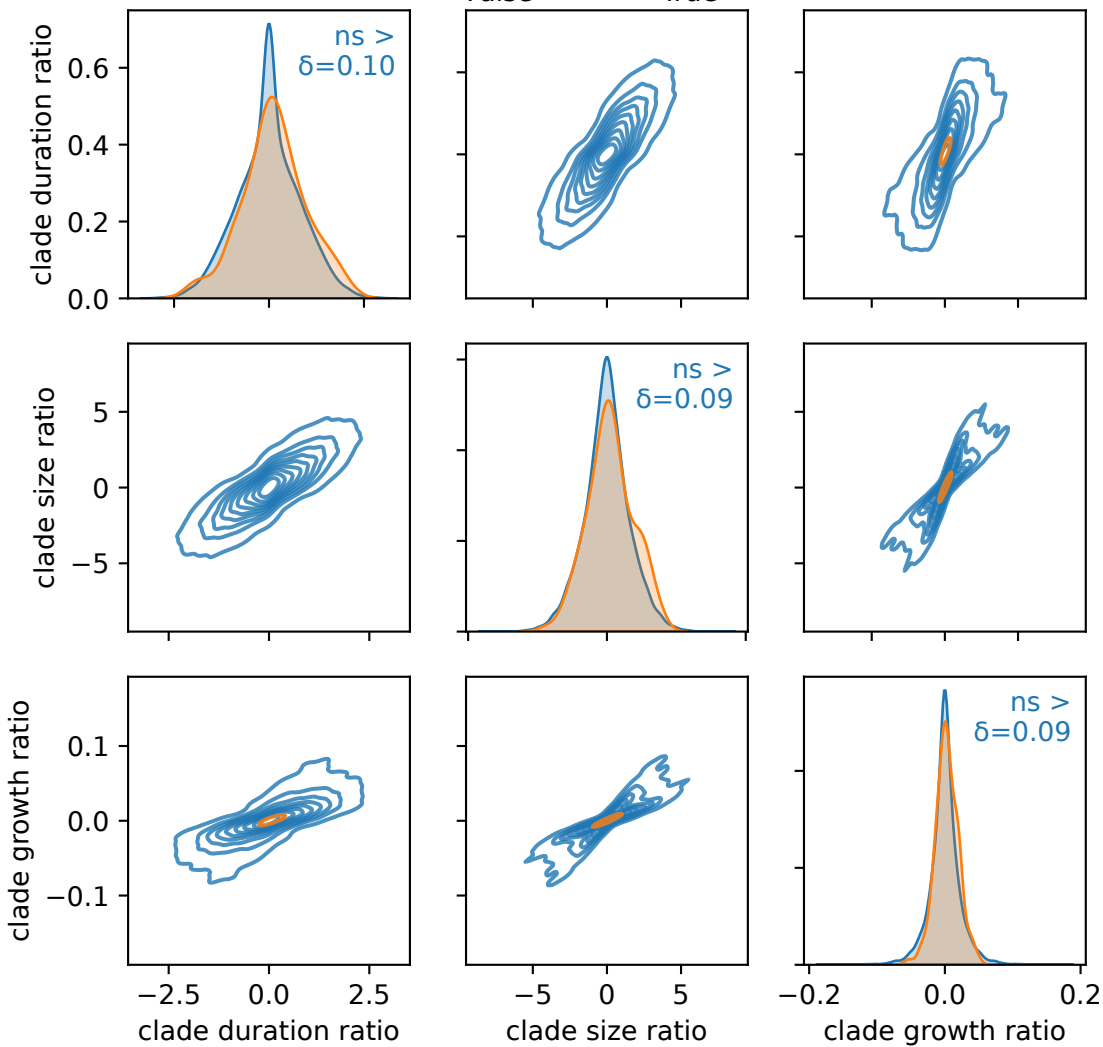 clade duration ratio
0.6
0.4
0.2
0.0
ns >
δ=0.10
clade size ratio
5
0
−5
ns >
δ=0.09
clade growth ratio
0.1
0.0
−0.1
ns >
δ=0.09
−2.5 0.0 2.5
−5 0 5
−0.2 0.0 0.2
clade duration ratio
clade size ratio
clade growth ratio